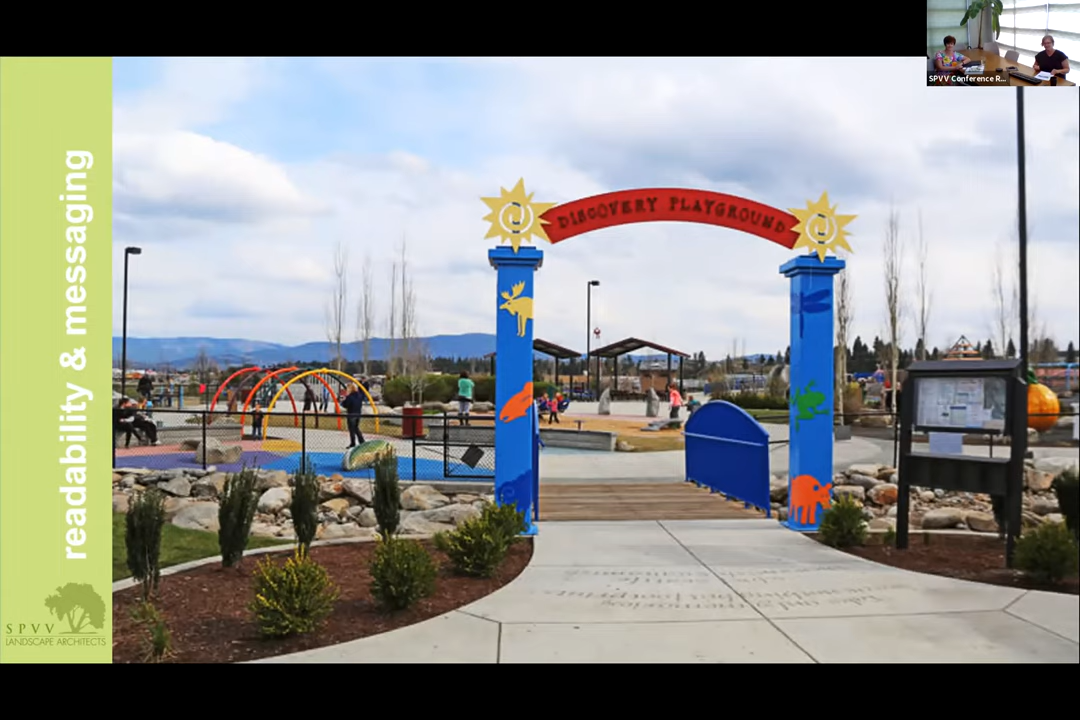 readability & messaging
SPVV
LANDSCAPE ARCHITECTS
DISCOVERY PLAYGROUND
SPVV Conference R...